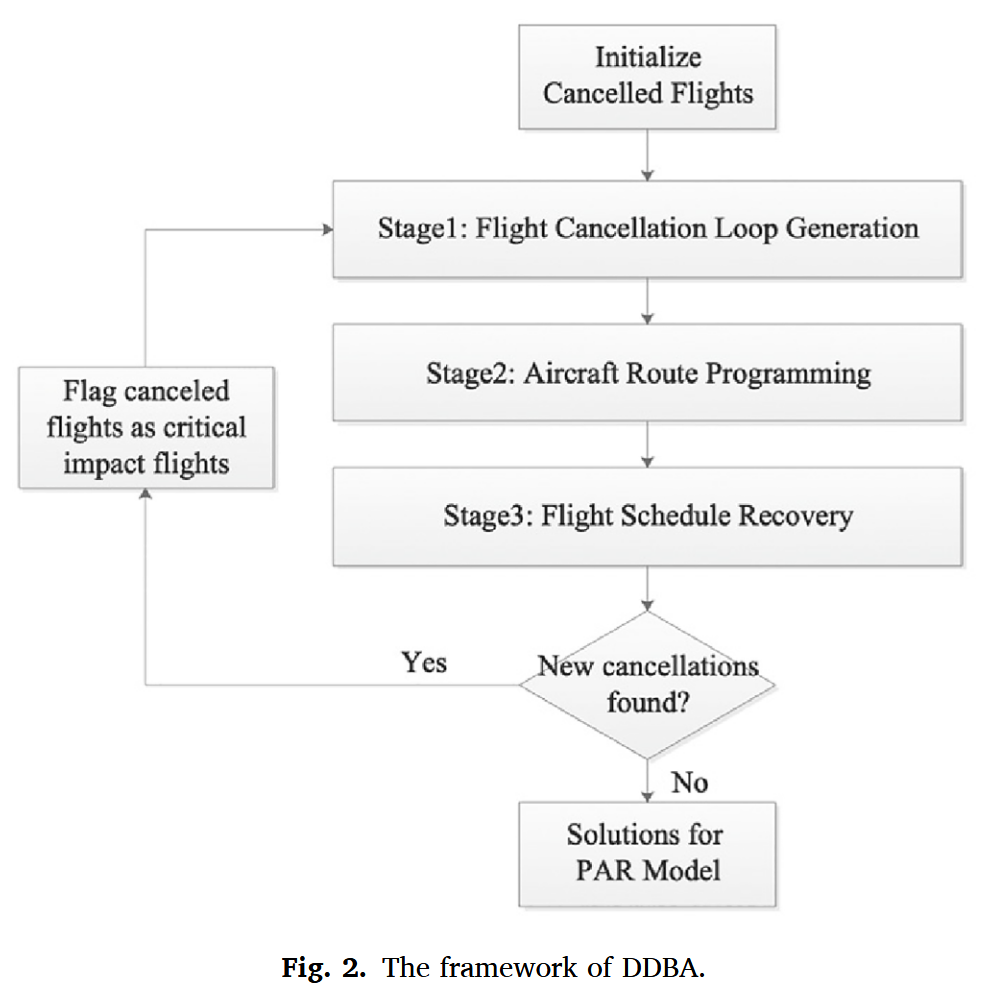 Initialize
Cancelled Flights
Stage1: Flight Cancellation Loop Generation
Stage2: Aircraft Route Programming
Flag canceled
flights as critical
impact flights
Stage3: Flight Schedule Recovery
Yes
New cancellations
found?
No
Solutions for
PAR Model
Fig. 2. The framework of DDBA.